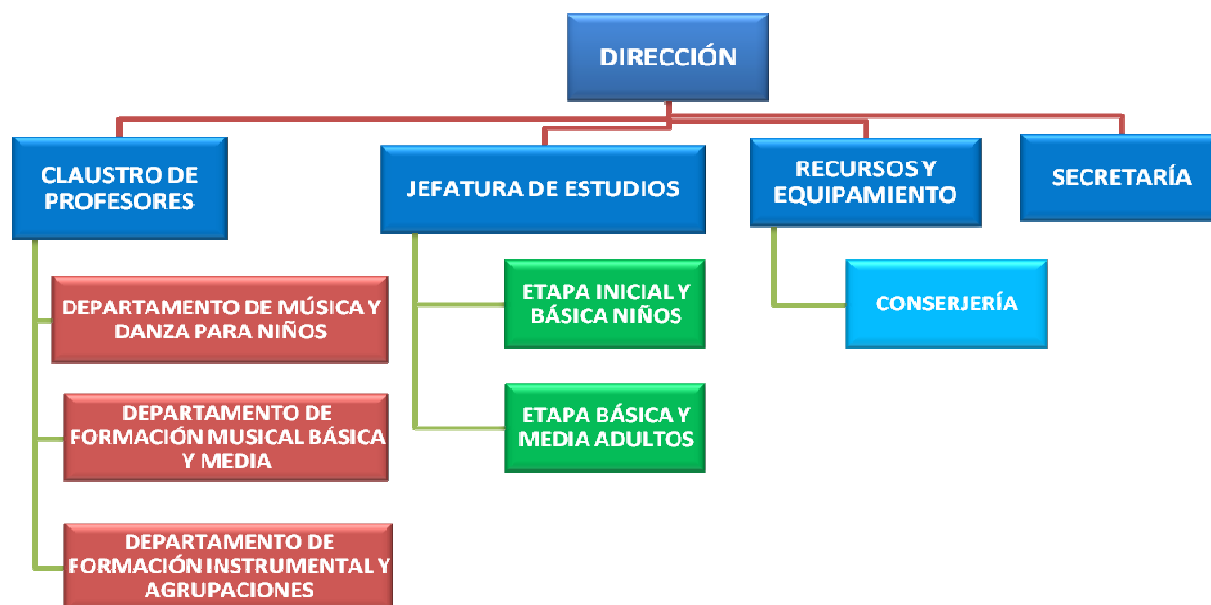 DIRECCIÓN
CLAUSTRO DE
PROFESORES
JEFATURA DE ESTUDIOS
RECURSOS Y
EQUIPAMIENTO
SECRETARÍA
DEPARTAMENTO DE MÚSICA Y
DANZA PARA NIÑOS
DEPARTAMENTO DE
FORMACIÓN MUSICAL BÁSICA
Y MEDIA
DEPARTAMENTO DE
FORMACIÓN INSTRUMENTAL Y
AGRUPACIONES
ETAPA INICIAL Y
BÁSICA NIÑOS
ETAPA BÁSICA Y
MEDIA ADULTOS
CONSERJERÍA